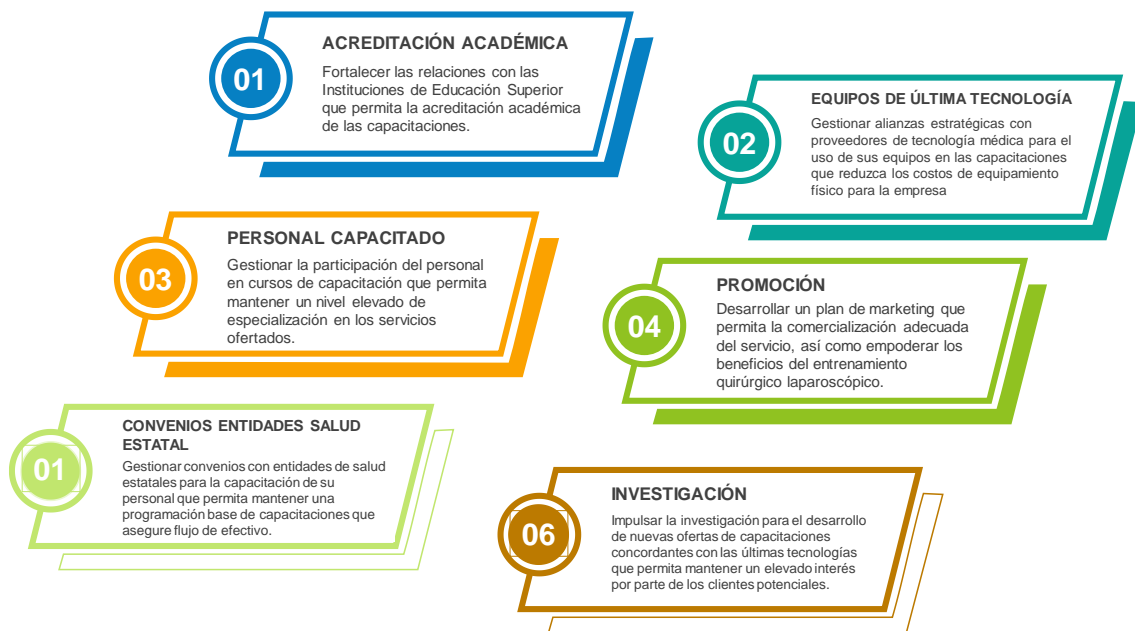 01
ACREDITACIÓN ACADÉMICA
Fortalecer las relaciones con las
Instituciones de Educación Superior
que permita la acreditación académica
de las capacitaciones.
02
EQUIPOS DE ÚLTIMA TECNOLOGÍA
Gestionar alianzas estratégicas con
proveedores de tecnología médica para el
uso de sus equipos en las capacitaciones
que reduzca los costos de equipamiento
físico para la empresa
03
PERSONAL CAPACITADO
Gestionar la participación del personal
en cursos de capacitación que permita
mantener un nivel elevado de
especialización en los servicios
ofertados.
04
PROMOCIÓN
Desarrollar un plan de marketing que
permita la comercialización adecuada
del servicio, así como empoderar los
beneficios del entrenamiento
quirúrgico laparoscópico.
01
CONVENIOS ENTIDADES SALUD
ESTATAL
Gestionar convenios con entidades de salud
estatales para la capacitación de su
personal que permita mantener una
programación base de capacitaciones que
asegure flujo de efectivo.
06
INVESTIGACIÓN
Impulsar la investigación para el desarrollo
de nuevas ofertas de capacitaciones
concordantes con las últimas tecnologías
que permita mantener un elevado interés
por parte de los clientes potenciales.